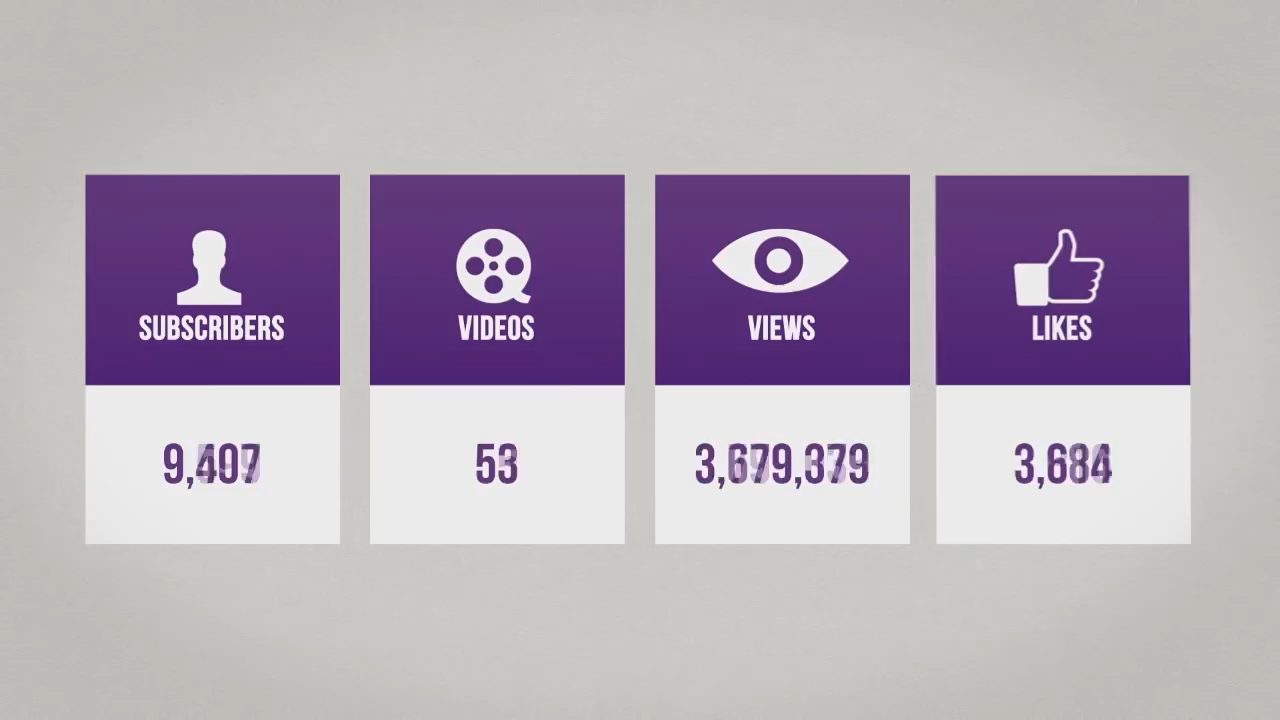 SUBSCRIBERS
9,407
VIDEOS
53
VIEWS
3,679,379
LIKES
3,684